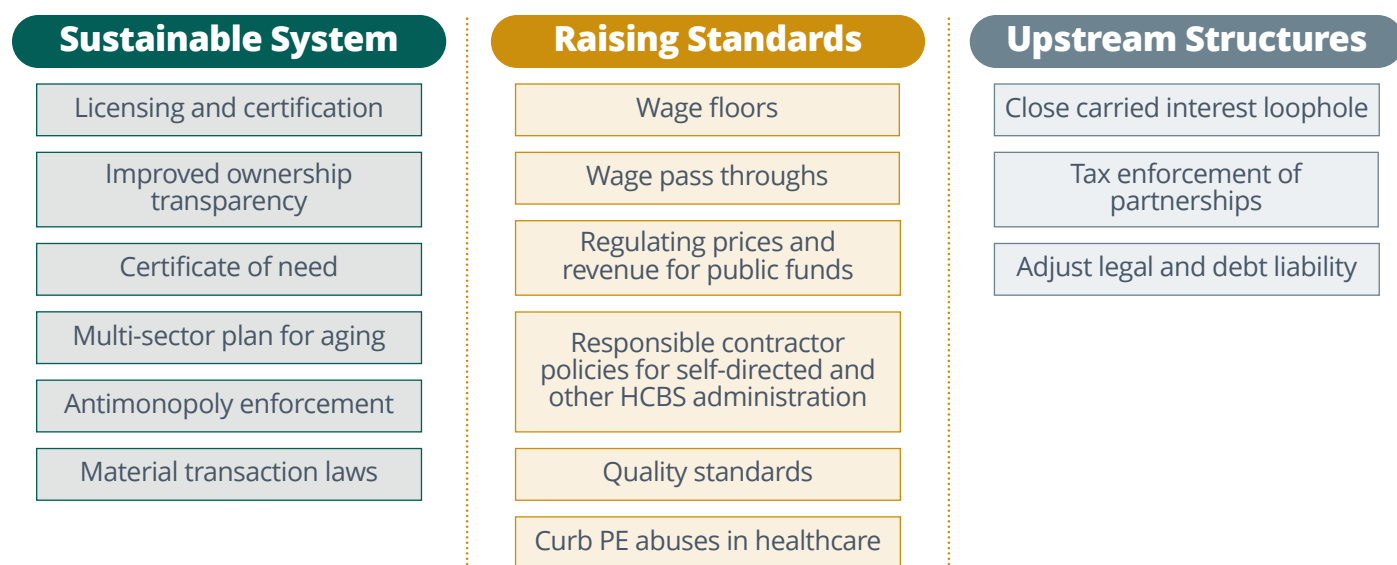 Sustainable System
Licensing and certification
Improved ownership
transparency
Certificate of need
Multi-sector plan for aging
Antimonopoly enforcement
Material transaction laws
Raising Standards
Wage floors
Wage pass throughs
Regulating prices and
revenue for public funds
Responsible contractor
policies for self-directed and
other HCBS administration
Quality standards
Curb PE abuses in healthcare
Upstream Structures
Close carried interest loophole
Tax enforcement of
partnerships
Adjust legal and debt liability